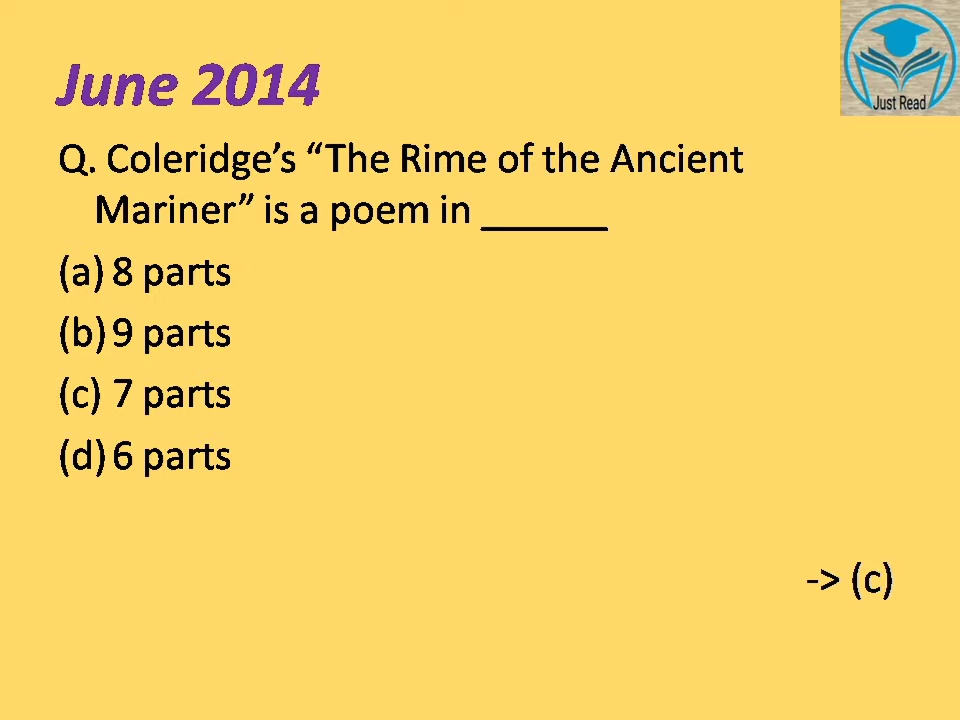 Just Read
June 2014
Q. Coleridge’s “The Rime of the Ancient
Mariner” is a poem in ______
(a) 8 parts
(b) 9 parts
(c) 7 parts
(d) 6 parts
-> (c)